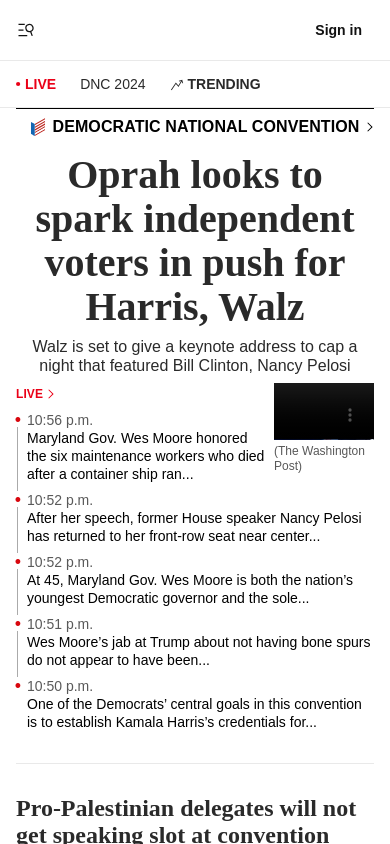 Sign in
LIVE
DNC 2024
TRENDING
DEMOCRATIC NATIONAL CONVENTION
Oprah looks to
spark independent
voters in push for
Harris, Walz
Walz is set to give a keynote address to cap a
night that featured Bill Clinton, Nancy Pelosi
LIVE
10:56 p.m.
Maryland Gov. Wes Moore honored
the six maintenance workers who died
after a container ship ran...
(The Washington
Post)
10:52 p.m.
After her speech, former House speaker Nancy Pelosi
has returned to her front-row seat near center...
10:52 p.m.
At 45, Maryland Gov. Wes Moore is both the nation’s
youngest Democratic governor and the sole...
10:51 p.m.
Wes Moore’s jab at Trump about not having bone spurs
do not appear to have been...
10:50 p.m.
One of the Democrats’ central goals in this convention
is to establish Kamala Harris’s credentials for...
Pro-Palestinian delegates will not
get speaking slot at convention